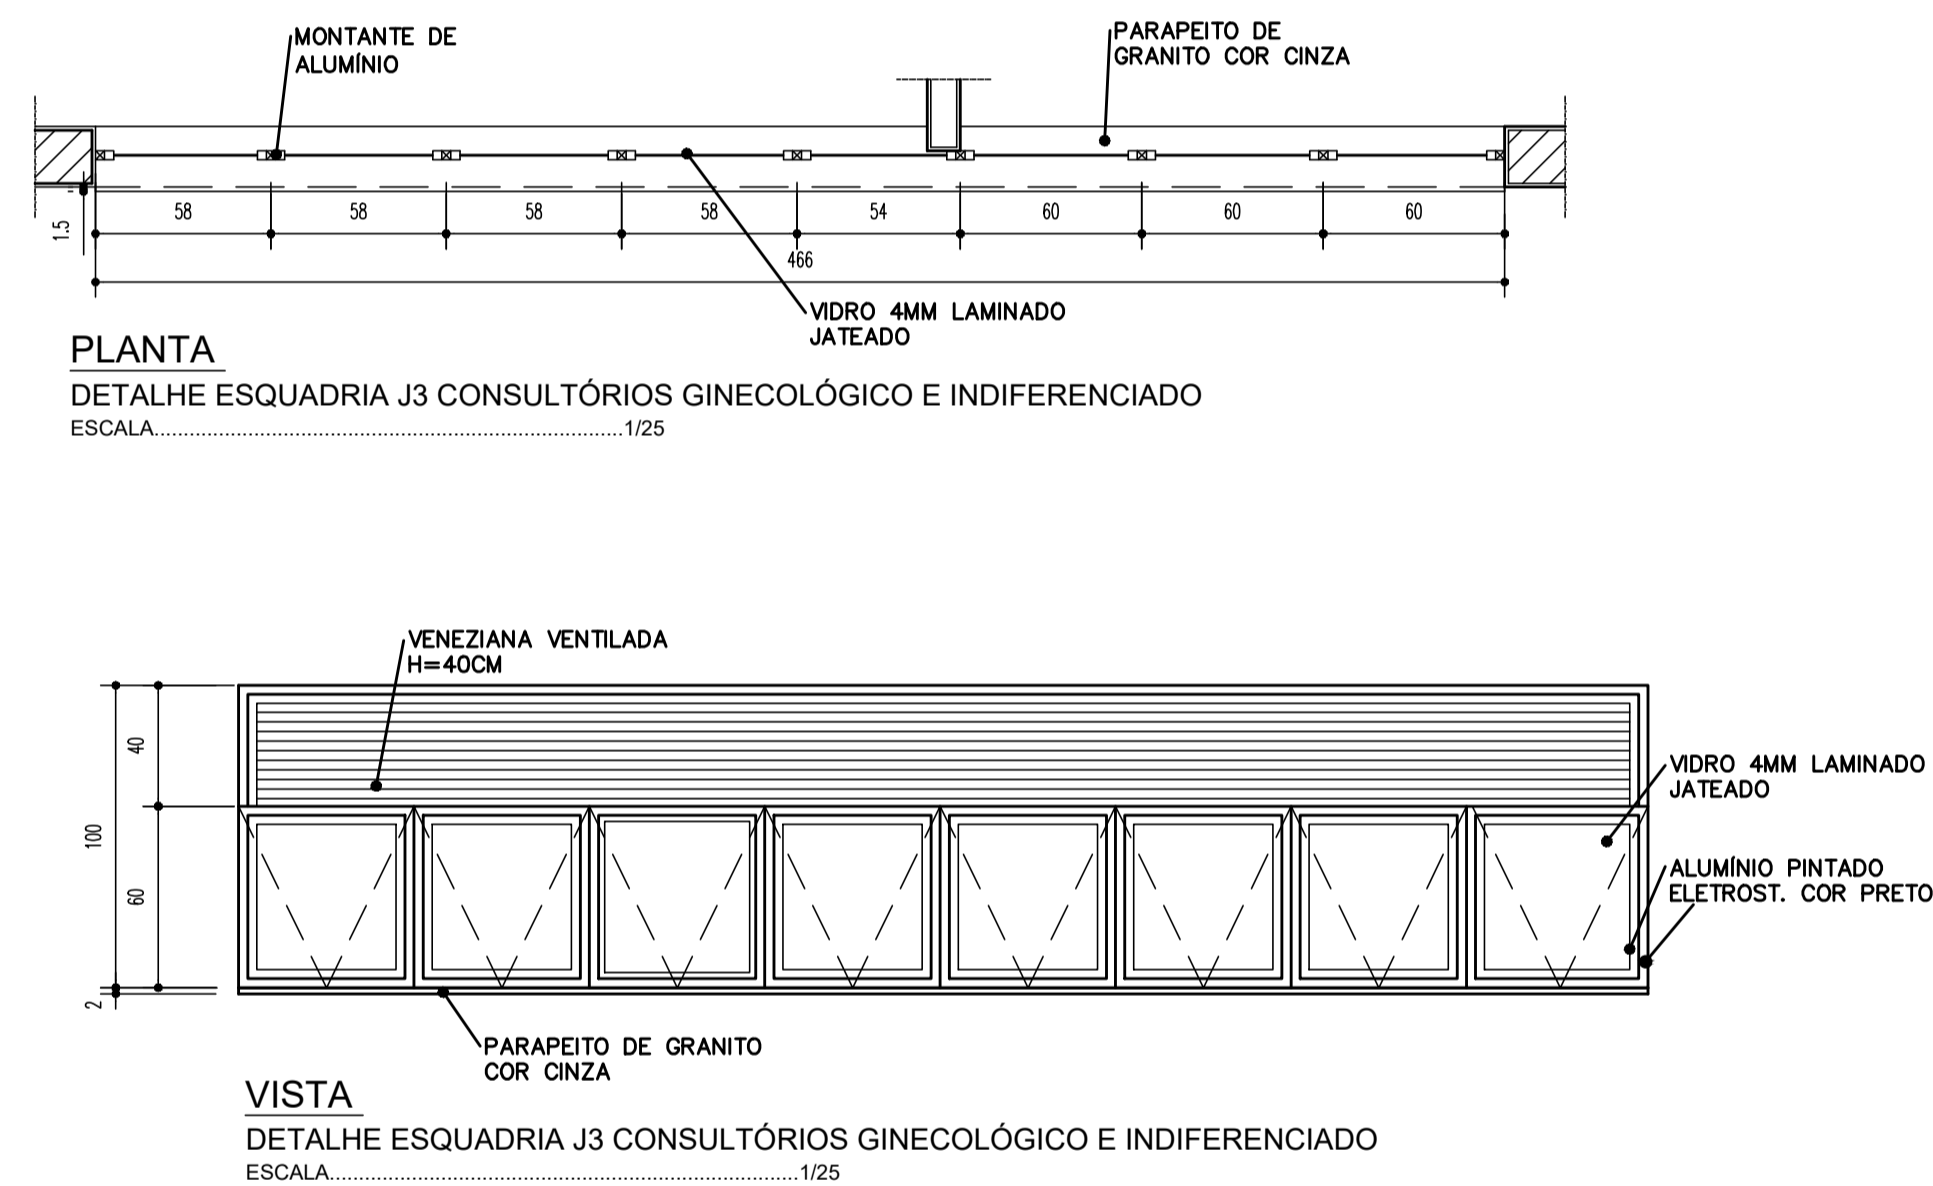 MONTANTE DE
ALUMÍNIO
PARAPEITO DE
GRANITO COR CINZA
1.5
58
58
58
58
54
60
60
60
466
VIDRO 4MM LAMINADO
JATEADO
PLANTA
DETALHE ESQUADRIA J3 CONSULTÓRIOS GINECOLÓGICO E INDIFERENCIADO
ESCALA................................................................................1/25
VENEZIANA VENTILADA
H=40CM
40
100
60
2
VIDRO 4MM LAMINADO
JATEADO
ALUMÍNIO PINTADO
ELETROST. COR PRETO
PARAPEITO DE GRANITO
COR CINZA
VISTA
DETALHE ESQUADRIA J3 CONSULTÓRIOS GINECOLÓGICO E INDIFERENCIADO
ESCALA................................................................................1/25